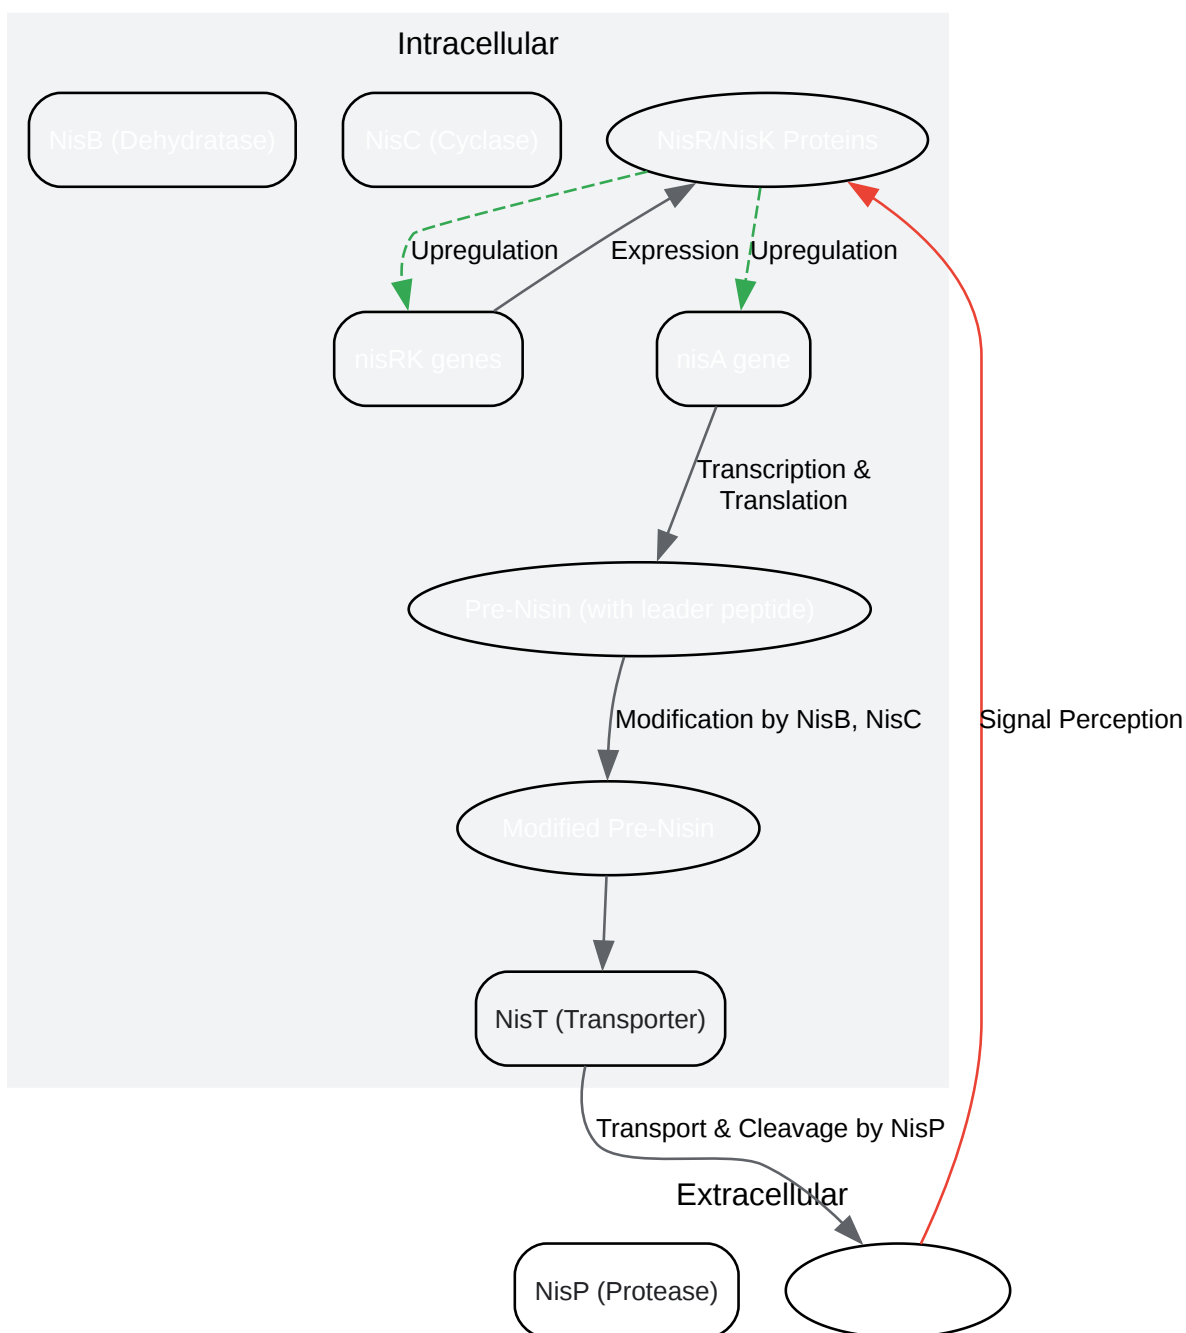 Intracellular
NisB (Dehydratase)
NisC (Cyclase)
NisR/NisK Proteins
Upregulation
Expression
Upregulation
nisRK genes
nisA gene
Transcription &
Translation
Pre-Nisin (with leader peptide)
Modification by NisB, NisC
Signal Perception
Modified Pre-Nisin
NisT (Transporter)
Transport & Cleavage by NisP
Extracellular
NisP (Protease)